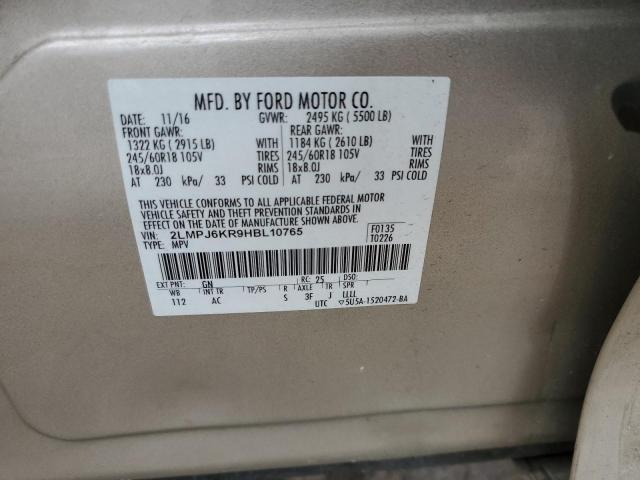 MFD. BY FORD MOTOR CO.
DATE: 11/16 GVWR: 2495 KG ( 5500 LB)
FRONT GAWR: REAR GAWR:
1322 KG ( 2915 LB) WITH 1184 KG ( 2610 LB) WITH
245/60R18 105V TIRES 245/60R18 105V TIRES
18x8.0J RIMS 18x8.0J RIMS
AT 230 kPa/ 33 PSI COLD AT 230 kPa/ 33 PSI COLD
THIS VEHICLE CONFORMS TO ALL APPLICABLE FEDERAL MOTOR
VEHICLE SAFETY AND THEFT PREVENTION STANDARDS IN
EFFECT ON THE DATE OF MANUFACTURE SHOWN ABOVE.
VIN: 2LMPJ6KR9HBL10765 F0135
TYPE: MPV T0226
EXT PNT: GN RC: 25 DSO:
WB INT TR TP/PS R AXLE TR SPR
112 AC S 3F J UUUU
UTC ▽5U5A-1520472-BA